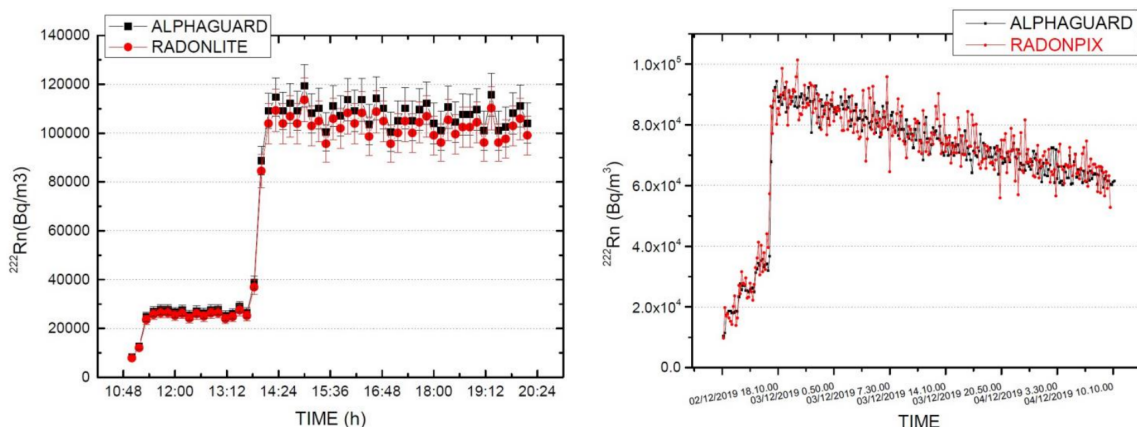 ALPHAGUARD
RADONLITE
140000
120000
100000
80000
60000
40000
20000
0
²²²Rn(Bq/m3)
10:48 12:00 13:12 14:24 15:36 16:48 18:00 19:12 20:24
TIME (h)
ALPHAGUARD
RADONPIX
1.0x10⁵
8.0x10⁴
6.0x10⁴
4.0x10⁴
2.0x10⁴
0.0
²²²Rn (Bq/m³)
02/12/2019 18.10.00
03/12/2019 0.50.00
03/12/2019 7.30.00
03/12/2019 14.10.00
03/12/2019 20.50.00
04/12/2019 3.30.00
04/12/2019 10.10.00
TIME